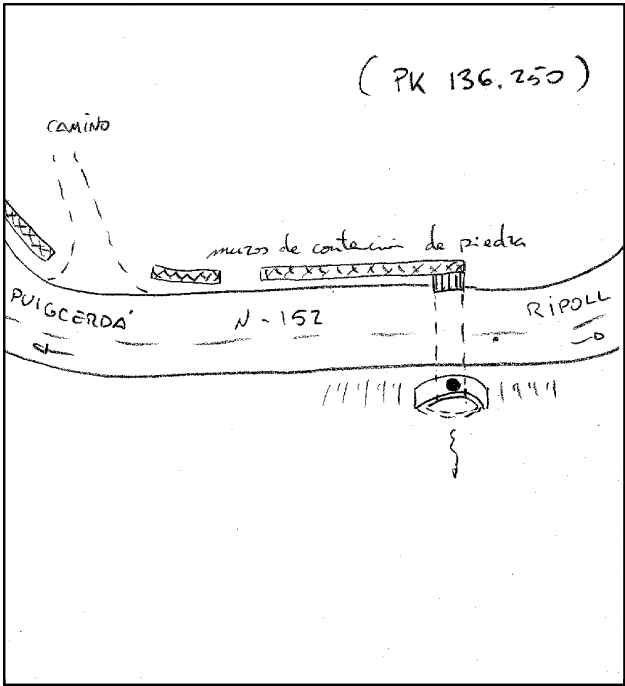 (PK 136.250)
CAMINO
muros de contención de piedra
PUIGCERDÁ N-152 RIPOLL